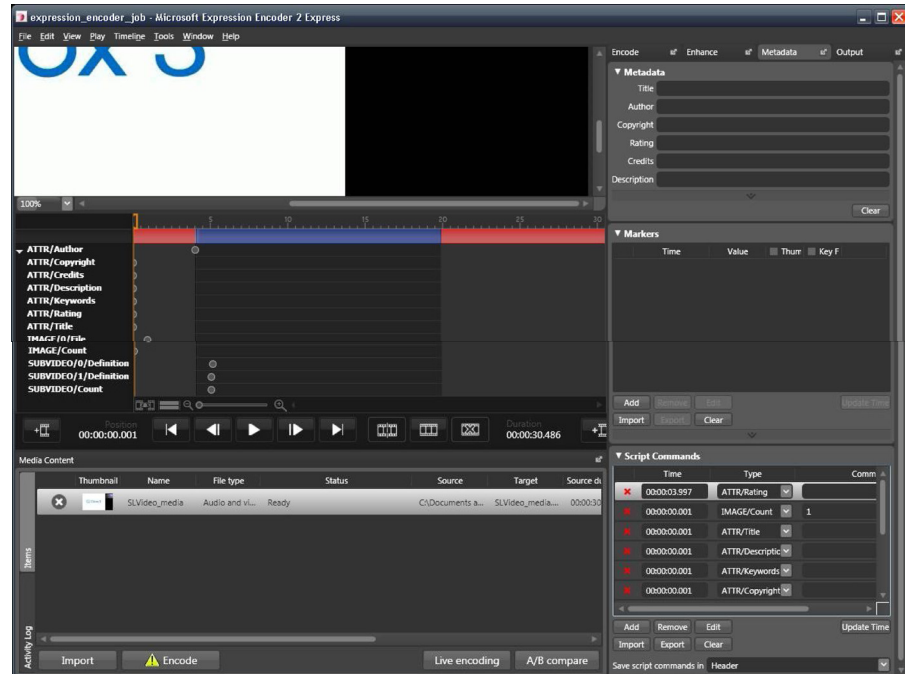 expression_encoder_job - Microsoft Expression Encoder 2 Express
File Edit View Play Timeline Tools Window Help
OX 3
100%
5 10 15 20 25 30
ATTR/Author
ATTR/Copyright
ATTR/Credits
ATTR/Description
ATTR/Keywords
ATTR/Rating
ATTR/Title
IMAGE/0/File
IMAGE/Count
SUBVIDEO/0/Definition
SUBVIDEO/1/Definition
SUBVIDEO/Count
Position
00:00:00.001
Duration
00:00:30.486
Media Content
Thumbnail Name File type Status Source Target Source du
SLVideo_media Audio and vi... Ready C:\Documents a... SLVideo_media.... 00:00:30
Items
Activity Log
Import Encode Live encoding A/B compare
Encode Enhance Metadata Output
Metadata
Title
Author
Copyright
Rating
Credits
Description
Clear
Markers
Time Value Thum Key F
Add Remove Edit Update Time
Import Export Clear
Script Commands
Time Type Comm
00:00:03.997 ATTR/Rating
00:00:00.001 IMAGE/Count 1
00:00:00.001 ATTR/Title
00:00:00.001 ATTR/Descriptic
00:00:00.001 ATTR/Keywords
00:00:00.001 ATTR/Copyright
Add Remove Edit Update Time
Import Export Clear
Save script commands in Header